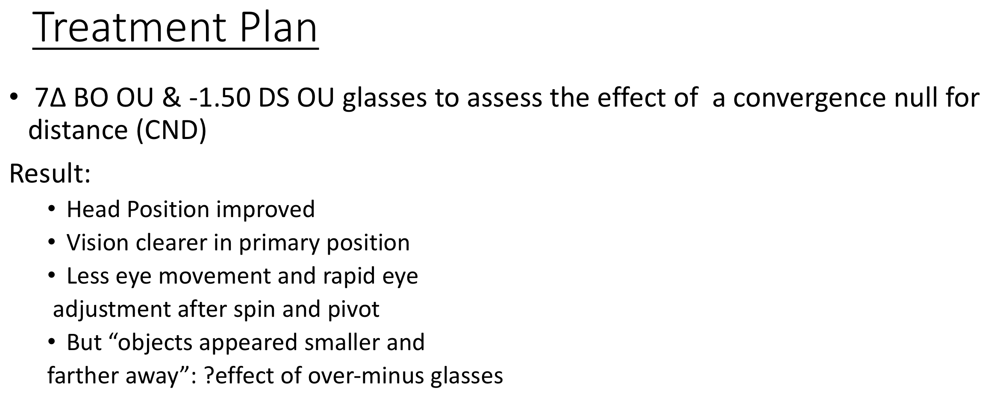 Treatment Plan
• 7Δ BO OU & -1.50 DS OU glasses to assess the effect of  a convergence null for
distance (CND)
Result:
• Head Position improved
• Vision clearer in primary position
• Less eye movement and rapid eye
adjustment after spin and pivot
• But “objects appeared smaller and
farther away”: ?effect of over-minus glasses